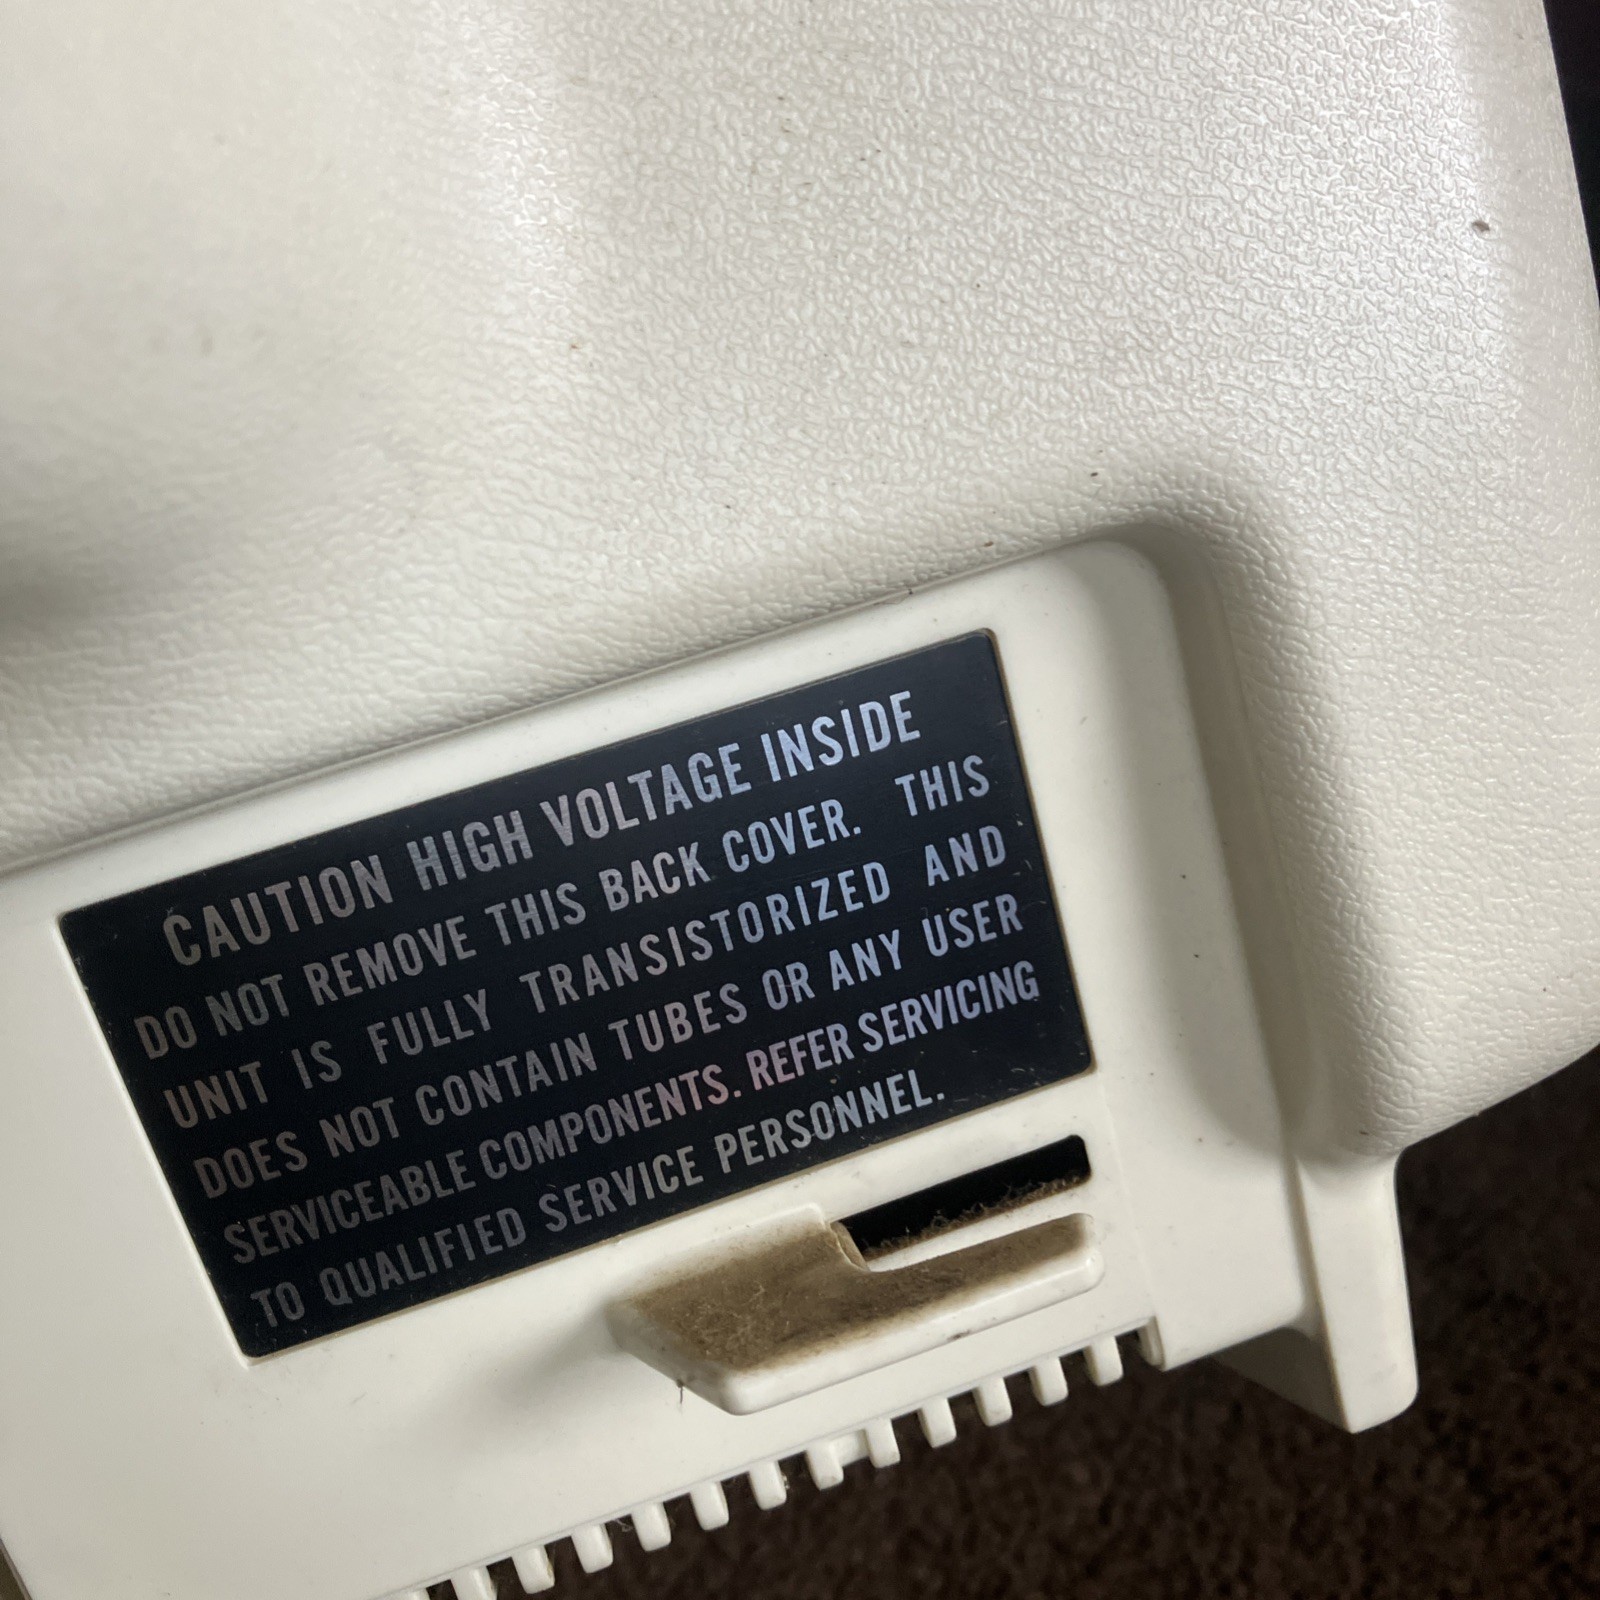 CAUTION HIGH VOLTAGE INSIDE
DO NOT REMOVE THIS BACK COVER. THIS
UNIT IS FULLY TRANSISTORIZED AND
DOES NOT CONTAIN TUBES OR ANY USER
SERVICEABLE COMPONENTS. REFER SERVICING
TO QUALIFIED SERVICE PERSONNEL.